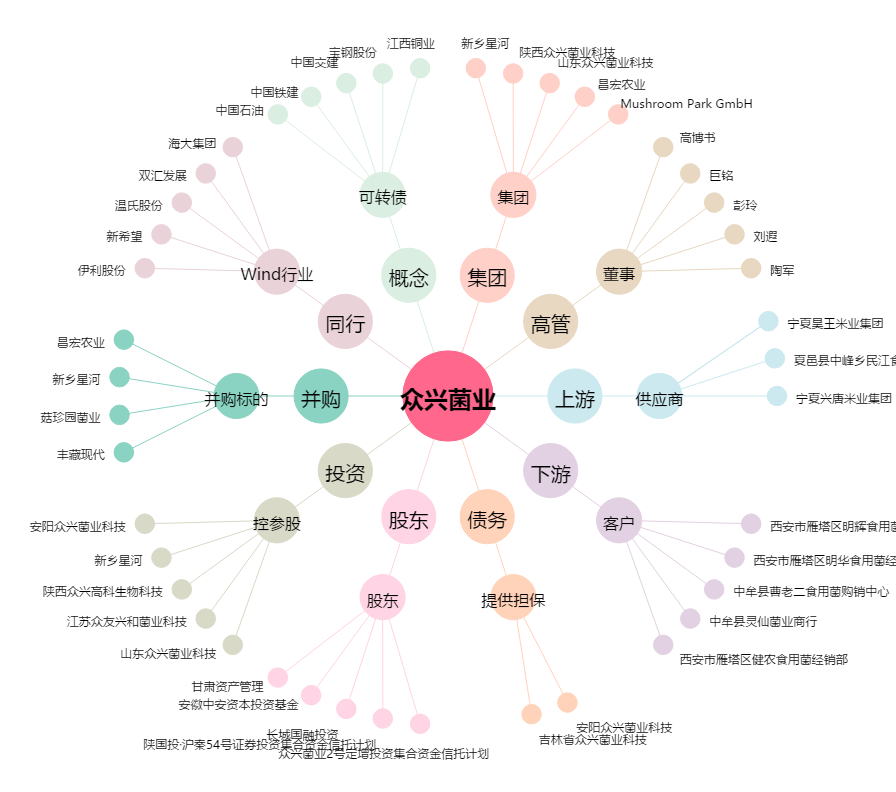 江西铜业
宝钢股份
中国交建
中国铁建
中国石油
可转债
概念
新乡星河
陕西众兴菌业科技
山东众兴菌业科技
昌宏农业
Mushroom Park GmbH
集团
集团
海大集团
双汇发展
温氏股份
新希望
伊利股份
Wind行业
同行
高博书
巨铭
彭玲
刘遐
陶军
董事
高管
昌宏农业
新乡星河
菇珍园菌业
丰藏现代
并购标的
并购
众兴菌业
上游
供应商
宁夏昊王米业集团
夏邑县中峰乡民江食
宁夏兴唐米业集团
投资
控参股
安阳众兴菌业科技
新乡星河
陕西众兴高科生物科技
江苏众友兴和菌业科技
山东众兴菌业科技
下游
客户
西安市雁塔区明辉食用菌
西安市雁塔区明华食用菌经
中牟县曹老二食用菌购销中心
中牟县灵仙菌业商行
西安市雁塔区健农食用菌经销部
股东
股东
甘肃资产管理
安徽中安资本投资基金
长城国融投资
陕国投·沪秦54号证券投资集合资金信托计划
众兴菌业2号定增投资集合资金信托计划
债务
提供担保
安阳众兴菌业科技
吉林省众兴菌业科技